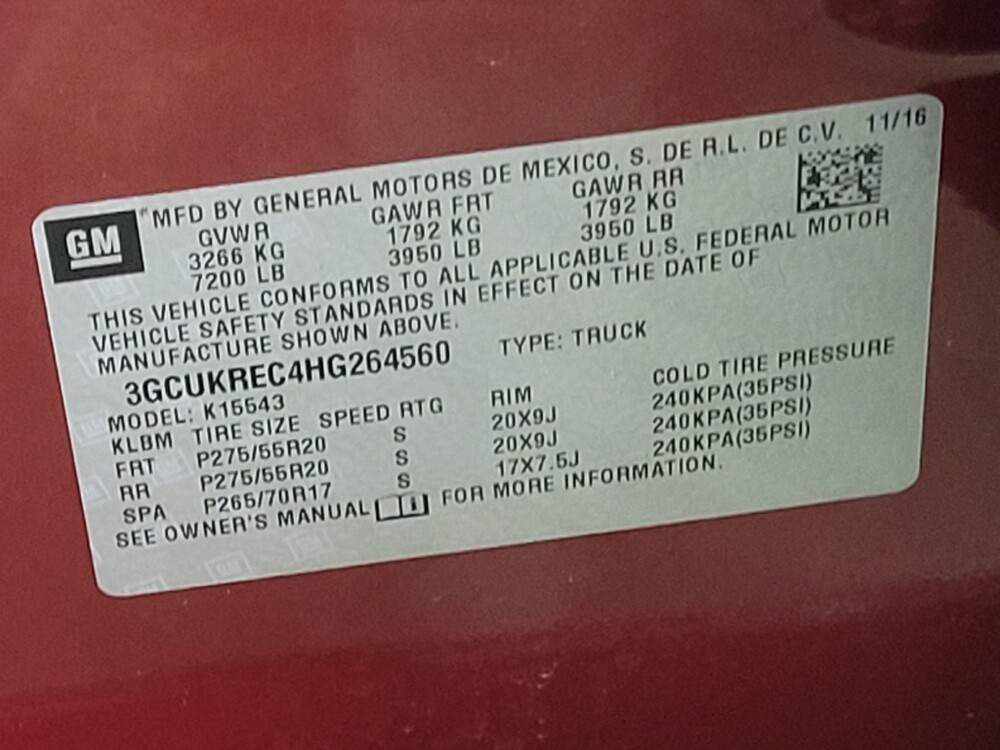 MFD BY GENERAL MOTORS DE MEXICO, S. DE R.L. DE C.V. 11/16
GM
GVWR GAWR FRT GAWR RR
3266 KG 1792 KG 1792 KG
7200 LB 3950 LB 3950 LB
THIS VEHICLE CONFORMS TO ALL APPLICABLE U.S. FEDERAL MOTOR
VEHICLE SAFETY STANDARDS IN EFFECT ON THE DATE OF
MANUFACTURE SHOWN ABOVE.
3GCUKREC4HG264560 TYPE: TRUCK
MODEL: K15543
KLBM TIRE SIZE SPEED RTG RIM COLD TIRE PRESSURE
FRT P275/55R20 S 20X9J 240KPA(35PSI)
RR P275/55R20 S 20X9J 240KPA(35PSI)
SPA P265/70R17 S 17X7.5J 240KPA(35PSI)
SEE OWNER'S MANUAL FOR MORE INFORMATION.